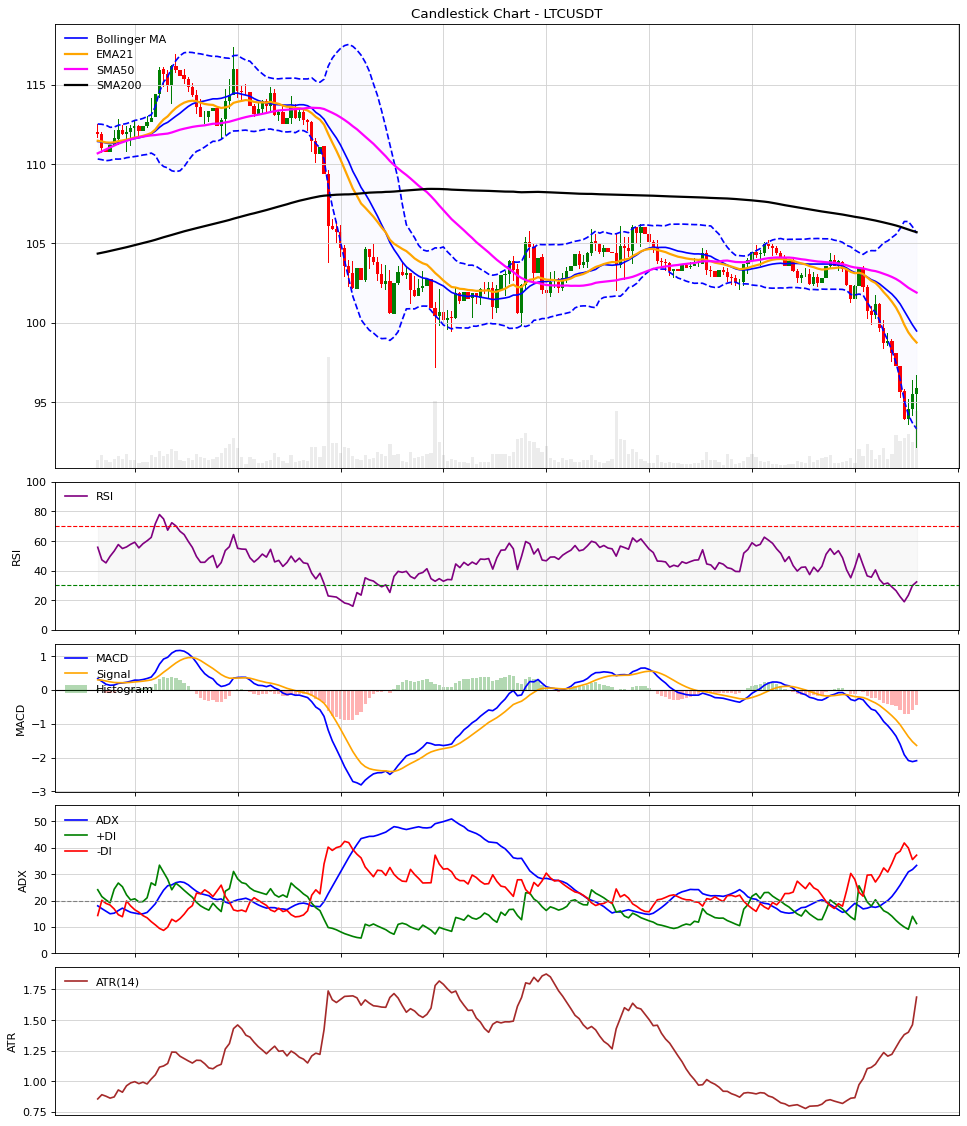 Candlestick Chart - LTCUSDT
Bollinger MA
EMA21
SMA50
SMA200
115
110
105
100
95
RSI
RSI
100
80
60
40
20
0
MACD
MACD
Signal
Histogram
1
0
−1
−2
−3
ADX
ADX
+DI
-DI
50
40
30
20
10
0
ATR
ATR(14)
1.75
1.50
1.25
1.00
0.75